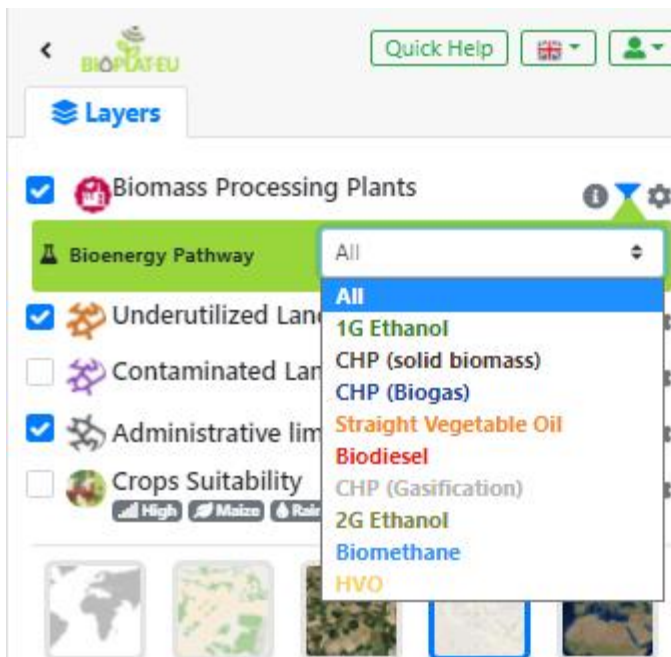 BIOPLAT-EU
Quick Help
Layers
Biomass Processing Plants
Bioenergy Pathway
All
All
1G Ethanol
CHP (solid biomass)
CHP (Biogas)
Straight Vegetable Oil
Biodiesel
CHP (Gasification)
2G Ethanol
Biomethane
HVO
Underutilized Lan
Contaminated Lan
Administrative lim
Crops Suitability
High Maize Rain